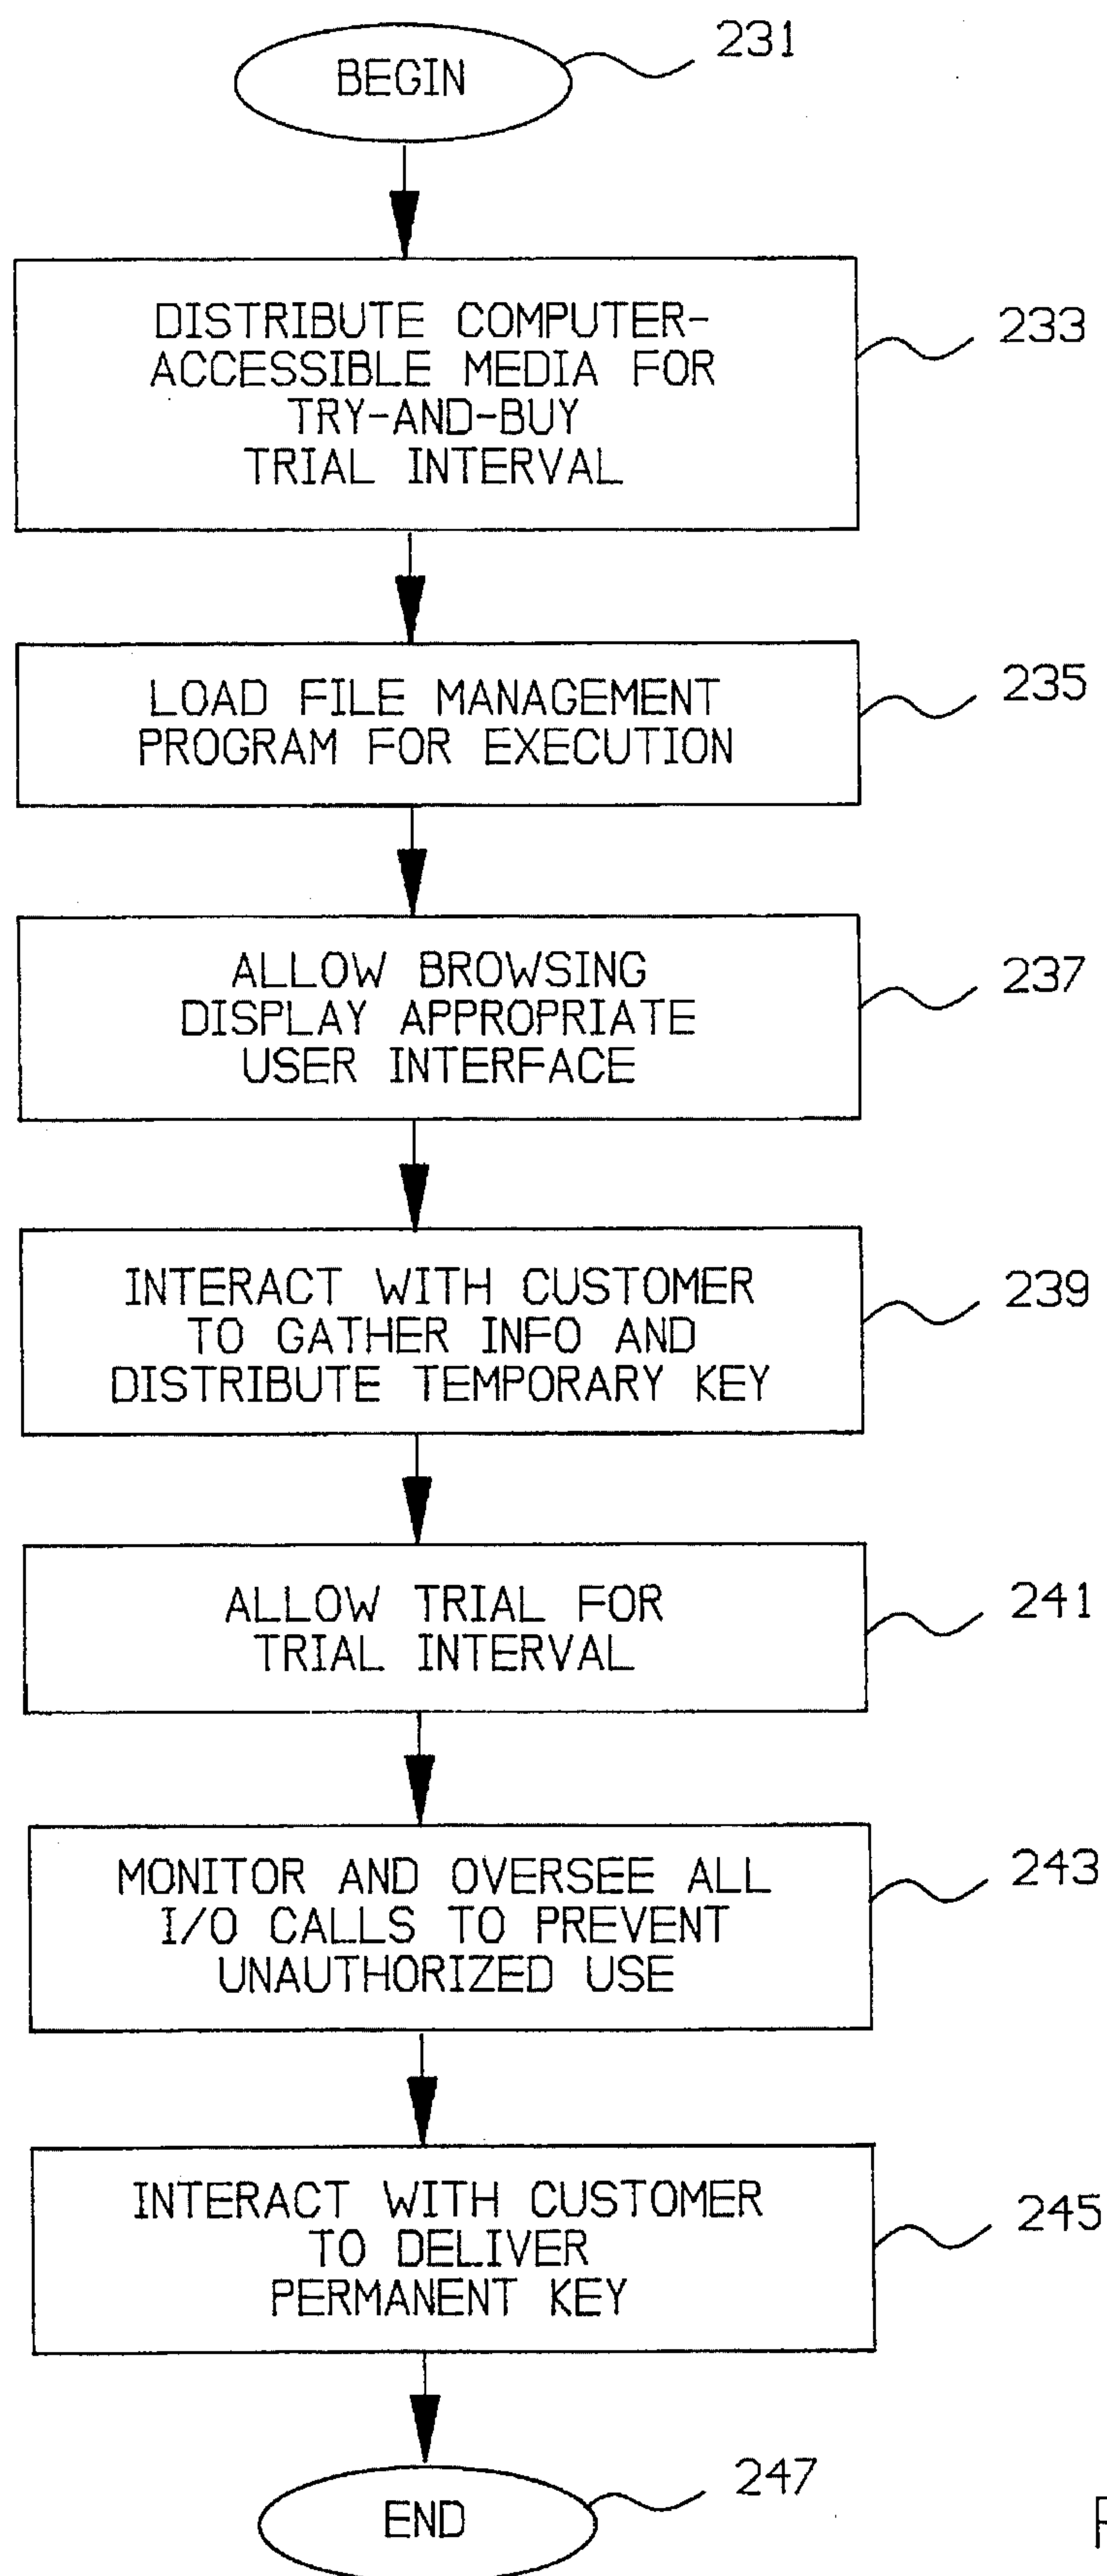 BEGIN
231
DISTRIBUTE COMPUTER-
ACCESSIBLE MEDIA FOR
TRY-AND-BUY
TRIAL INTERVAL
233
LOAD FILE MANAGEMENT
PROGRAM FOR EXECUTION
235
ALLOW BROWSING
DISPLAY APPROPRIATE
USER INTERFACE
237
INTERACT WITH CUSTOMER
TO GATHER INFO AND
DISTRIBUTE TEMPORARY KEY
239
ALLOW TRIAL FOR
TRIAL INTERVAL
241
MONITOR AND OVERSEE ALL
I/O CALLS TO PREVENT
UNAUTHORIZED USE
243
INTERACT WITH CUSTOMER
TO DELIVER
PERMANENT KEY
245
END
247